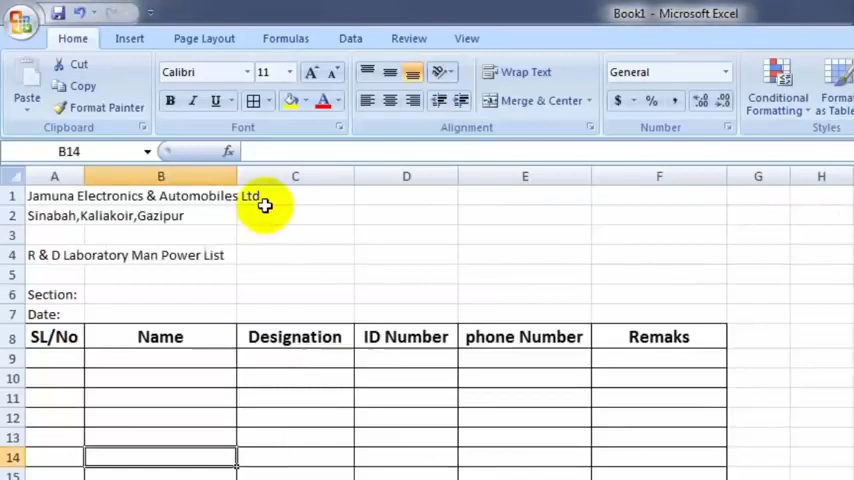 Book1 - Microsoft Excel
Home Insert Page Layout Formulas Data Review View
Cut
Calibri 11 Wrap Text General
Copy
Paste Format Painter B I U Merge & Center $ % , Conditional Formatting Format as Table
Clipboard Font Alignment Number Styles
B14 fx
A B C D E F G H
1 Jamuna Electronics & Automobiles Ltd
2 Sinabah,Kaliakoir,Gazipur
3
4 R & D Laboratory Man Power List
5
6 Section:
7 Date:
8 SL/No Name Designation ID Number phone Number Remaks
9
10
11
12
13
14
15